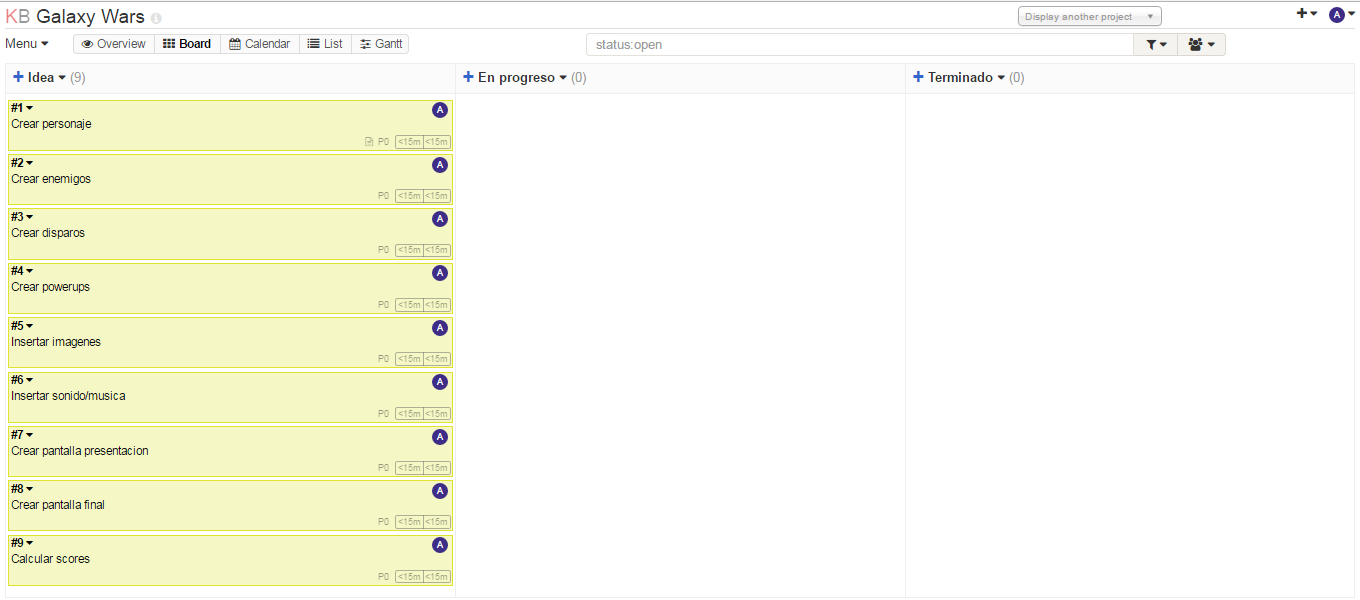 KB Galaxy Wars
Display another project
A
Menu
Overview
Board
Calendar
List
Gantt
status:open
Idea (9)
En progreso (0)
Terminado (0)
#1
A
Crear personaje
P0 <15m <15m
#2
A
Crear enemigos
P0 <15m <15m
#3
A
Crear disparos
P0 <15m <15m
#4
A
Crear powerups
P0 <15m <15m
#5
A
Insertar imagenes
P0 <15m <15m
#6
A
Insertar sonido/musica
P0 <15m <15m
#7
A
Crear pantalla presentacion
P0 <15m <15m
#8
A
Crear pantalla final
P0 <15m <15m
#9
A
Calcular scores
P0 <15m <15m